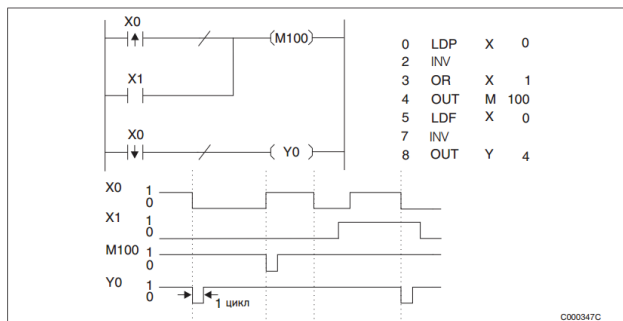 X0
(M100)
X1
X0
( Y0 )
0 LDP X 0
2 INV
3 OR X 1
4 OUT M 100
5 LDF X 0
7 INV
8 OUT Y 4
X0 1
0
X1 1
0
M100 1
0
Y0 1
0
1 цикл
C000347C